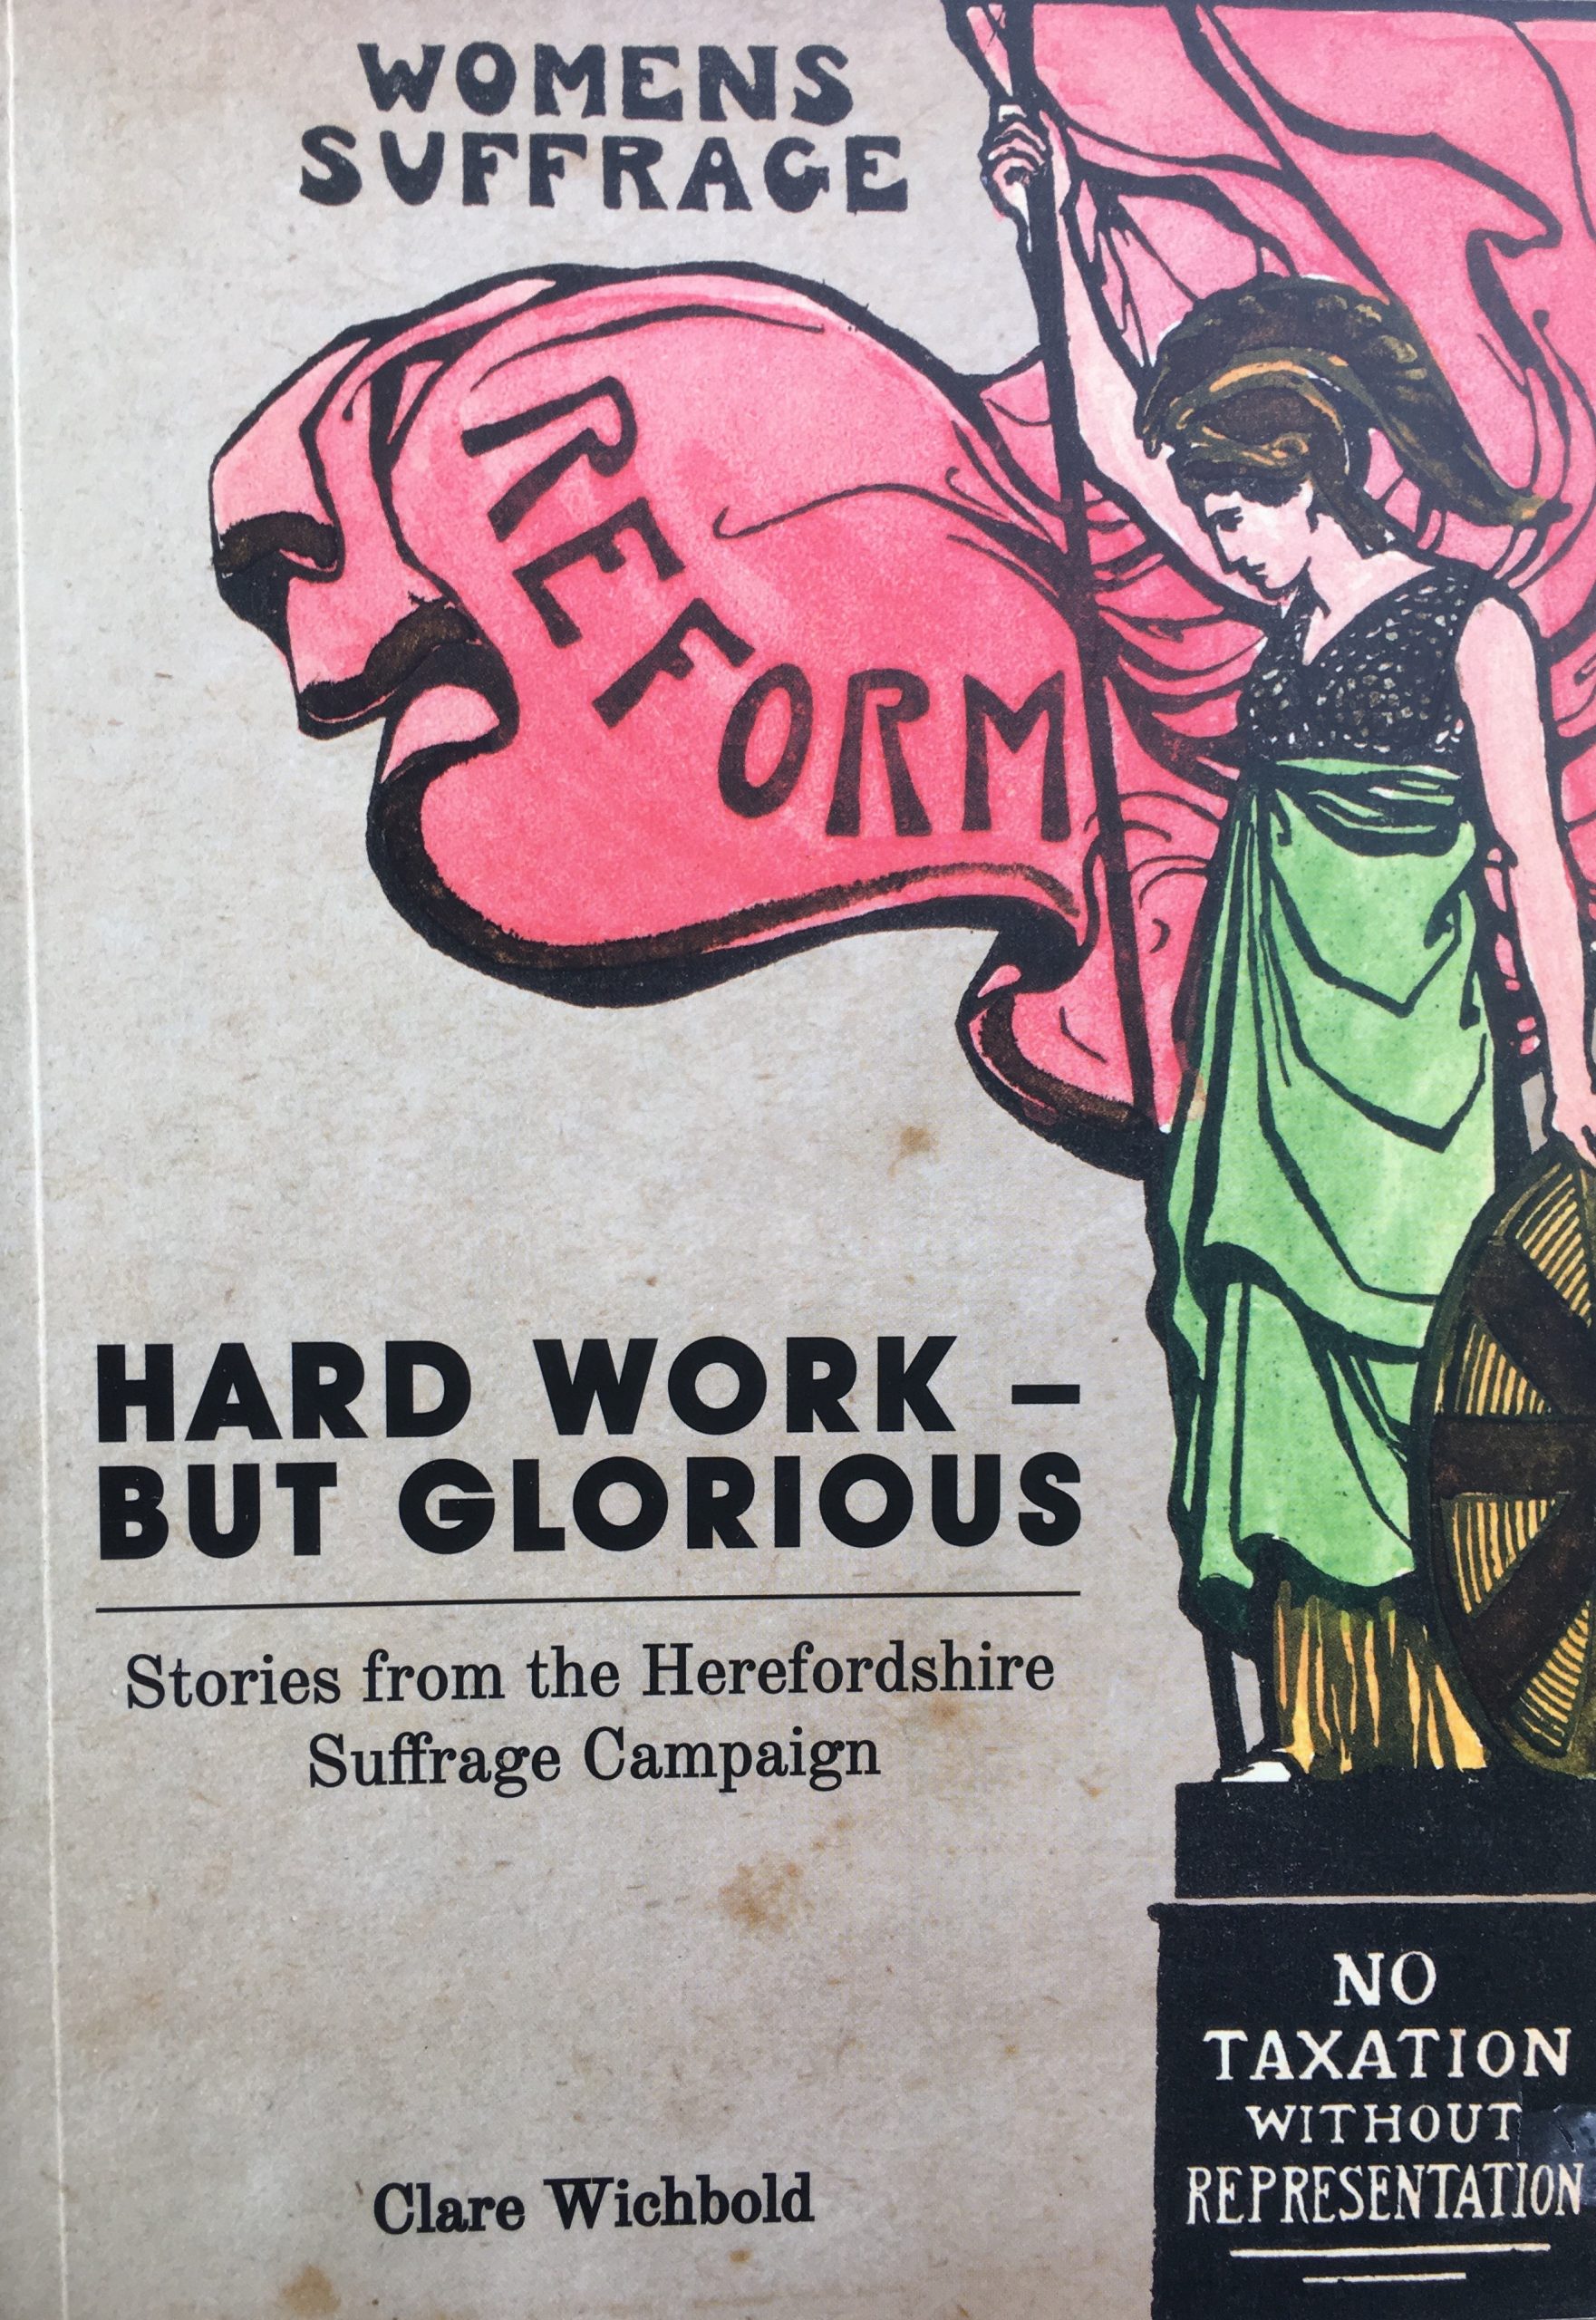 WOMENS
SUFFRAGE
REFORM
HARD WORK –
BUT GLORIOUS
Stories from the Herefordshire
Suffrage Campaign
Clare Wichbold
NO
TAXATION
WITHOUT
REPRESENTATION